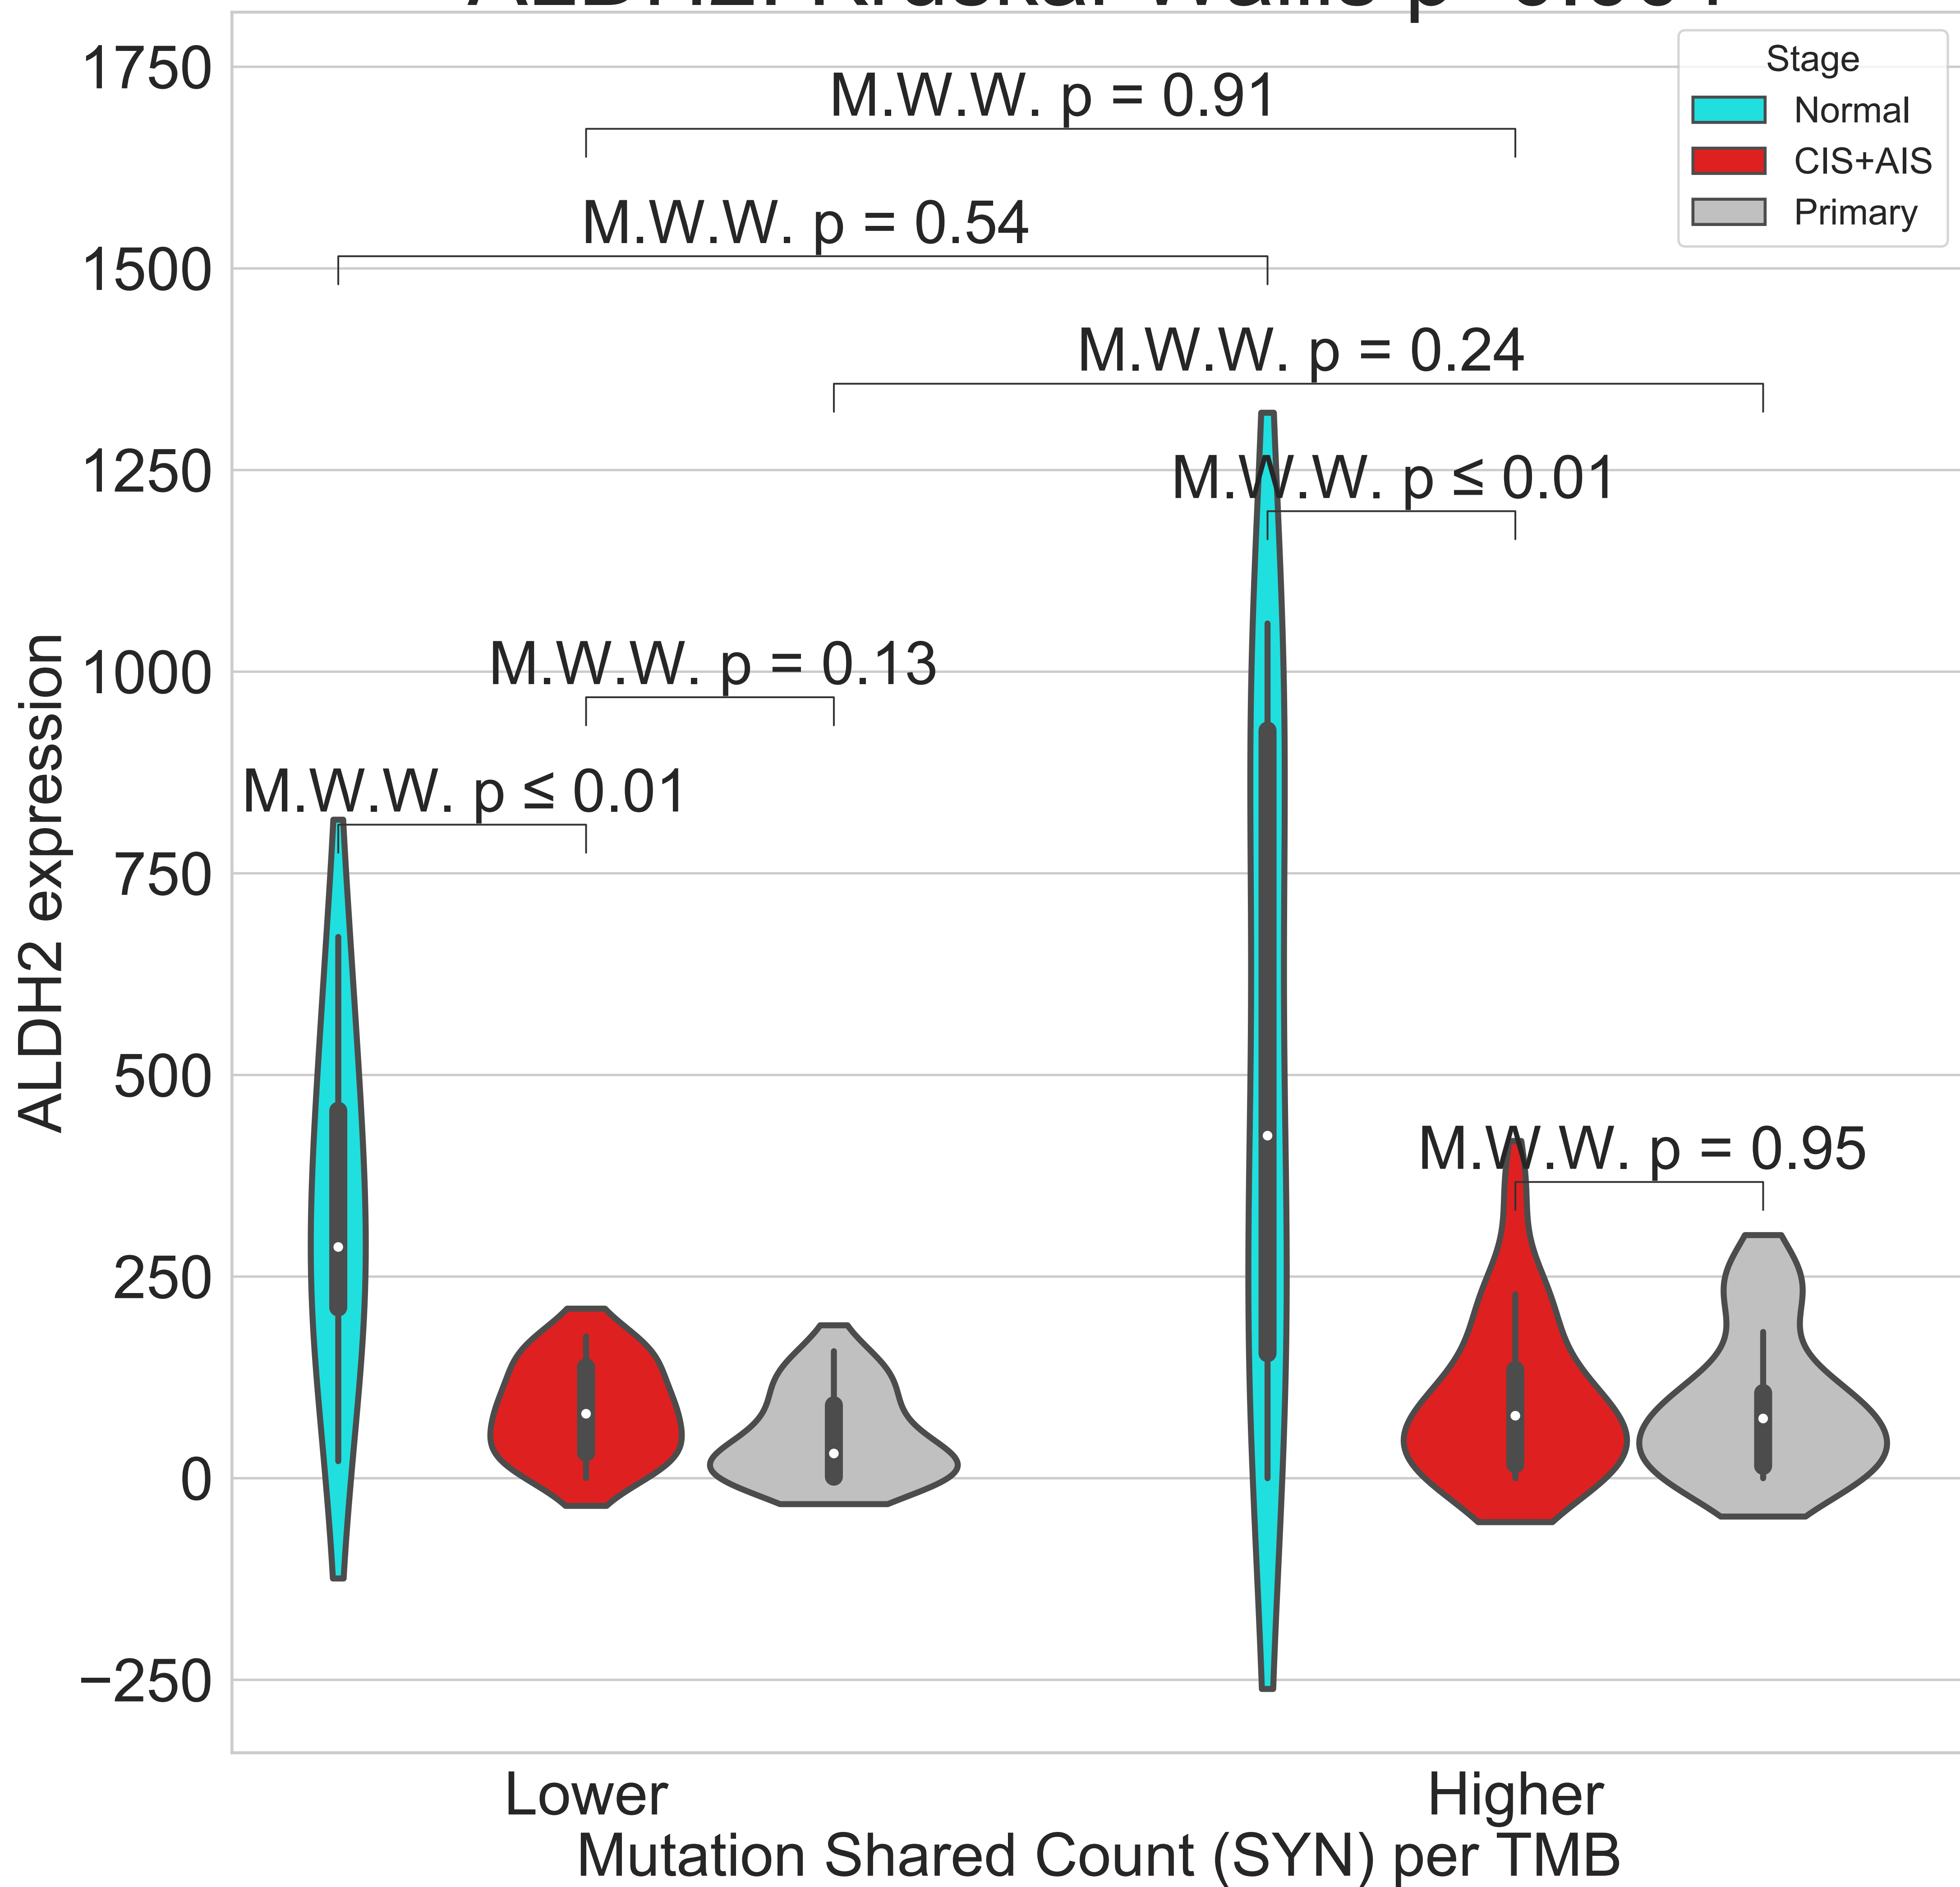 1750
1500
1250
1000
750
500
250
0
−250
ALDH2 expression
M.W.W. p = 0.91
M.W.W. p = 0.54
M.W.W. p = 0.24
M.W.W. p ≤ 0.01
M.W.W. p = 0.13
M.W.W. p ≤ 0.01
M.W.W. p = 0.95
Stage
Normal
CIS+AIS
Primary
Lower
Higher
Mutation Shared Count (SYN) per TMB